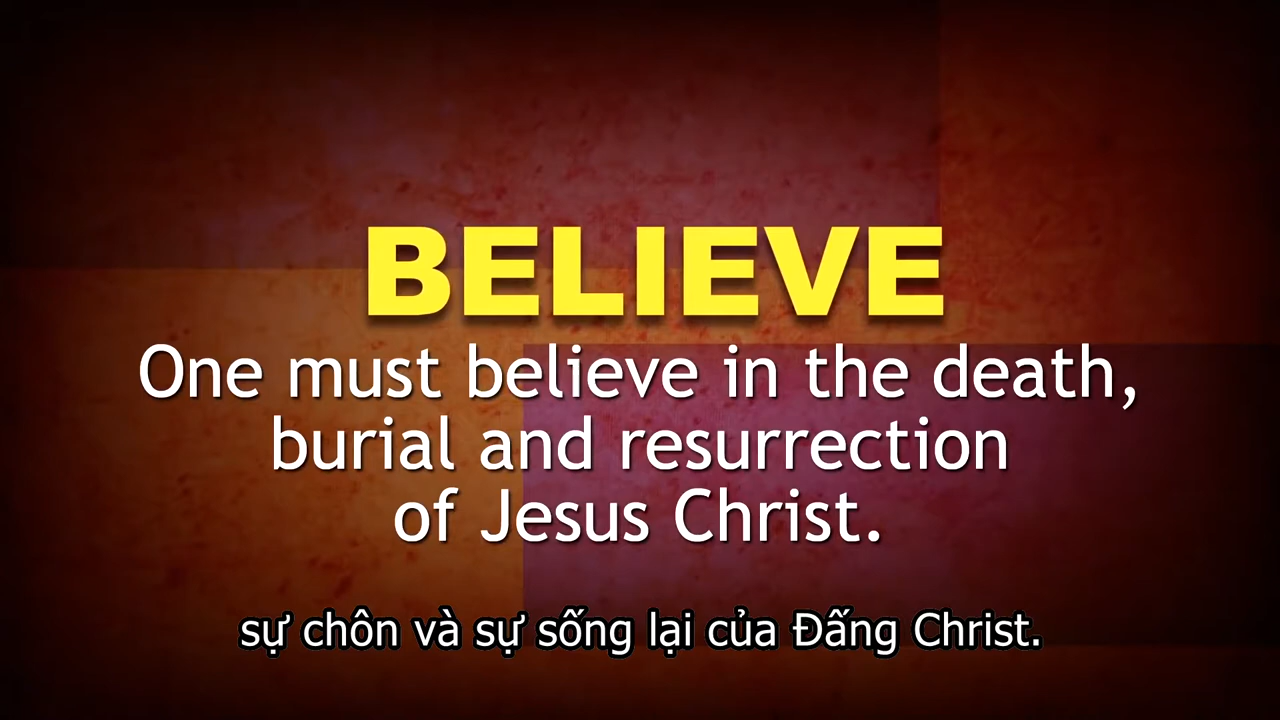 BELIEVE
One must believe in the death,
burial and resurrection
of Jesus Christ.
sự chôn và sự sống lại của Đấng Christ.